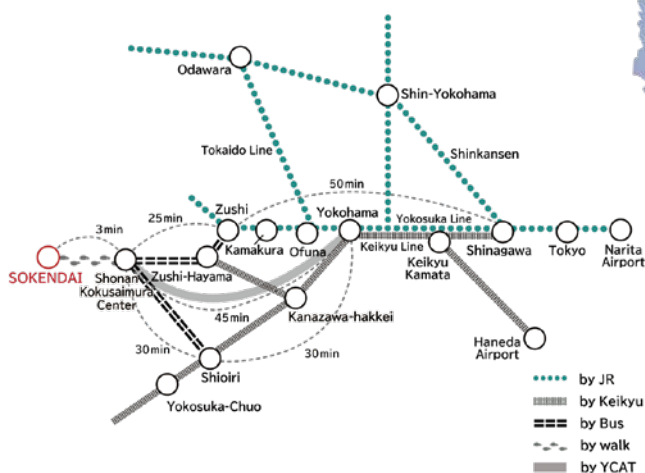 Odawara
Shin-Yokohama
Tokaido Line
Shinkansen
50min
25min
Zushi
Yokohama
Yokosuka Line
3min
Kamakura
Ofuna
Keikyu Line
Shinagawa
Tokyo
Narita
Airport
SOKENDAI
Shonan
Kokusaimura
Center
Zushi-Hayama
Keikyu
Kamata
45min
Kanazawa-hakkei
Haneda
Airport
30min
30min
Shioiri
Yokosuka-Chuo
by JR
by Keikyu
by Bus
by walk
by YCAT